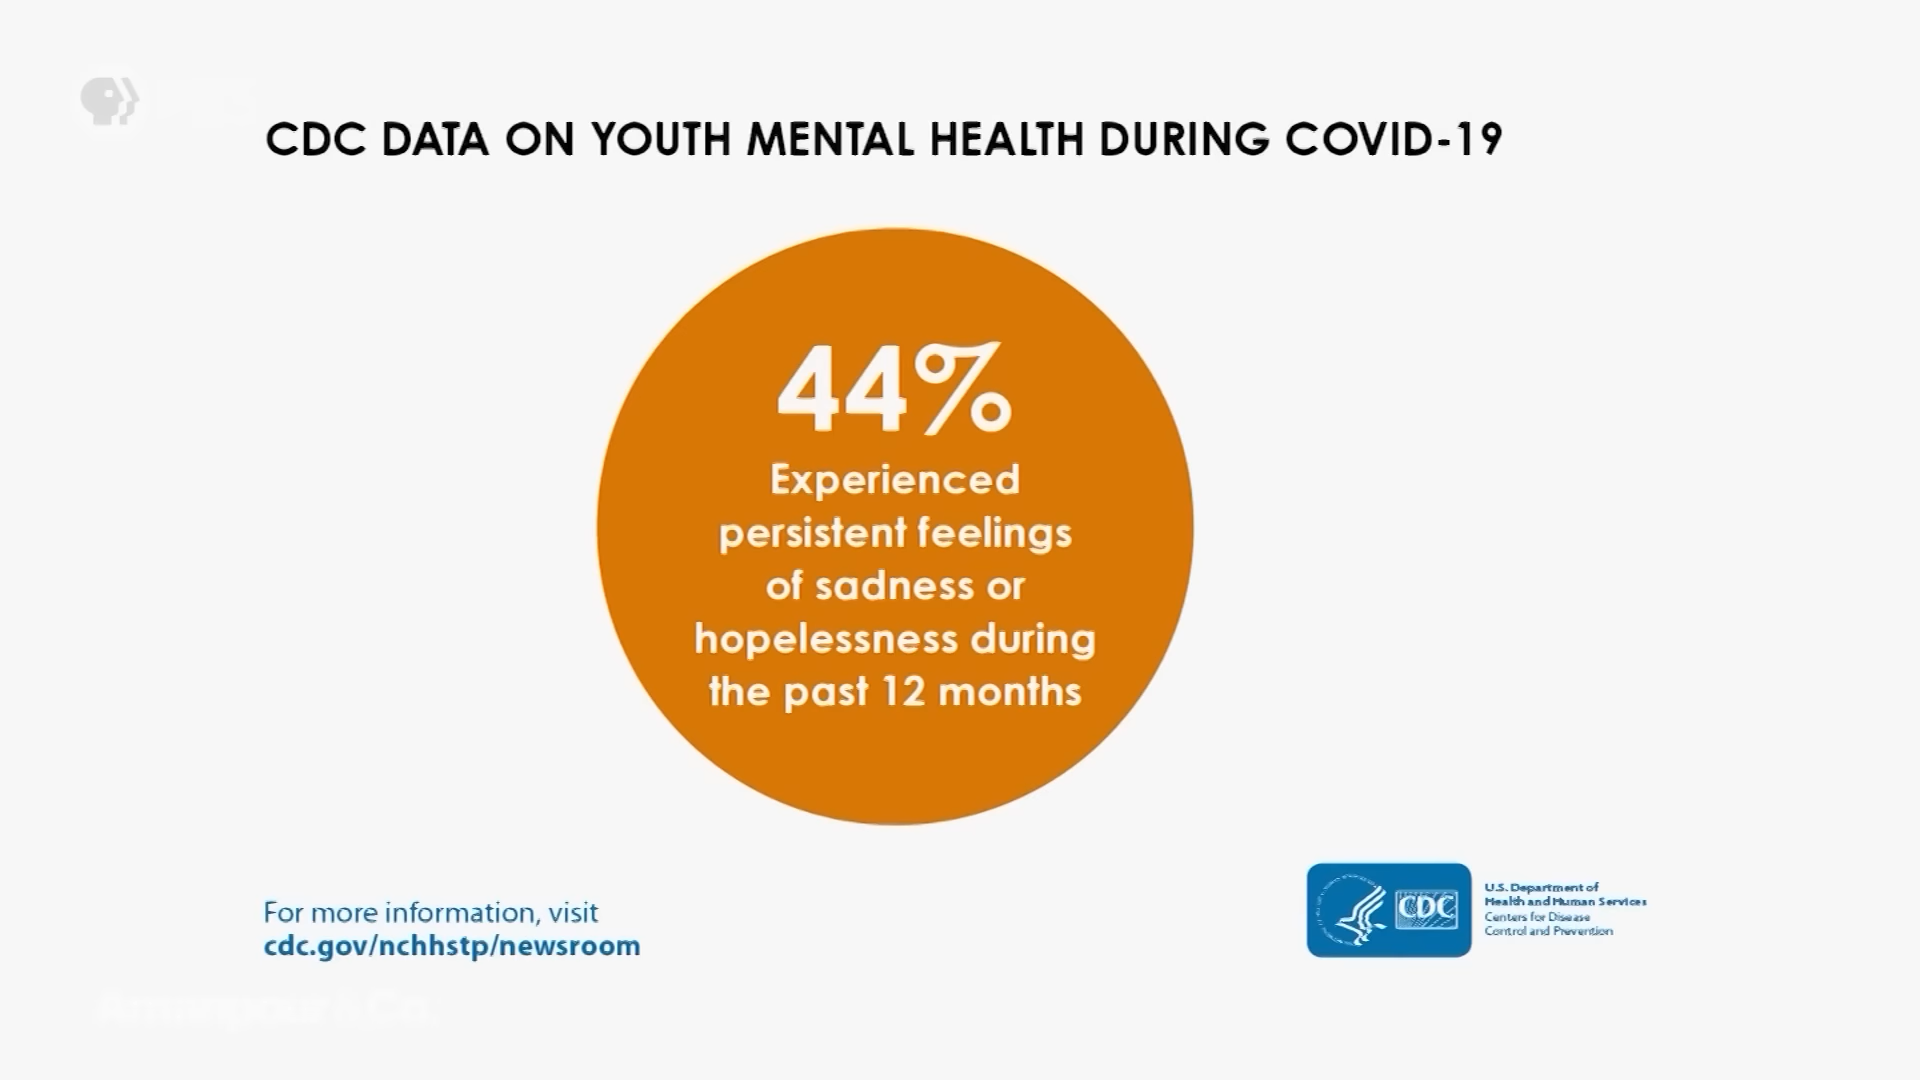 CDC DATA ON YOUTH MENTAL HEALTH DURING COVID-19
44%
Experienced
persistent feelings
of sadness or
hopelessness during
the past 12 months
For more information, visit
cdc.gov/nchhstp/newsroom
CDC
U.S. Department of
Health and Human Services
Centers for Disease
Control and Prevention
Amanpour & Co.